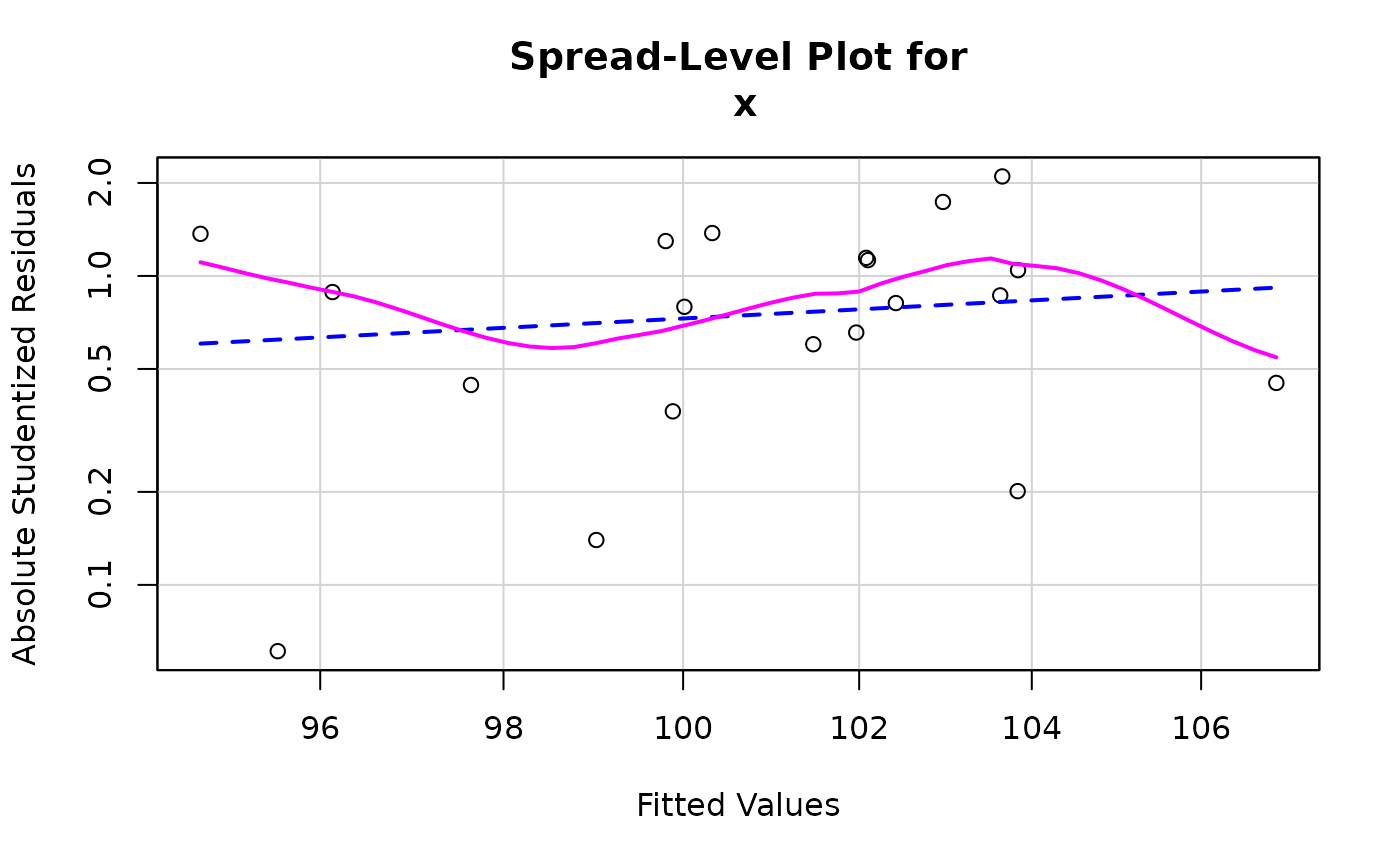 Spread-Level Plot for
x
Absolute Studentized Residuals
2.0
1.0
0.5
0.2
0.1
96 98 100 102 104 106
Fitted Values